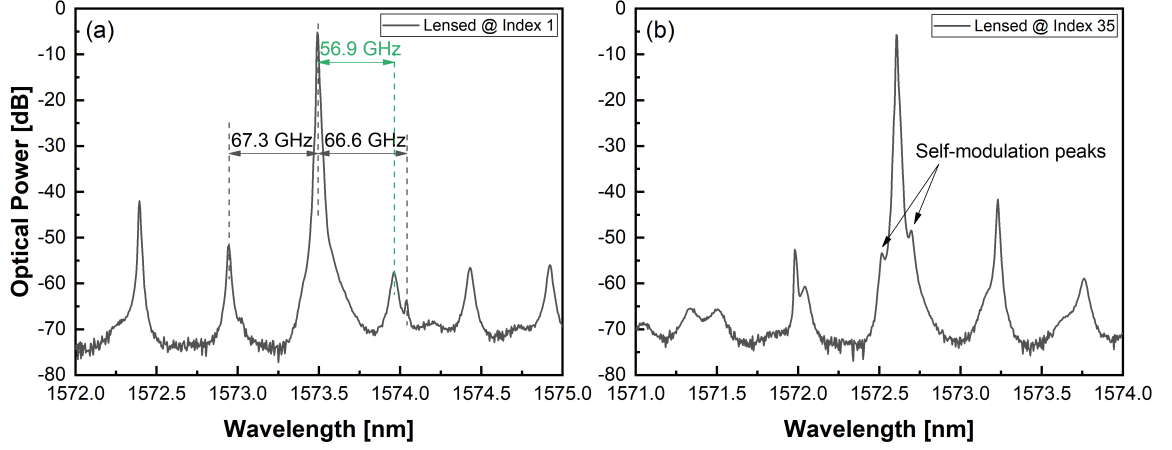 (a)
Lensed @ Index 1
56.9 GHz
67.3 GHz
66.6 GHz
0
-10
-20
-30
-40
-50
-60
-70
-80
Optical Power [dB]
1572.0
1572.5
1573.0
1573.5
1574.0
1574.5
1575.0
Wavelength [nm]
(b)
Lensed @ Index 35
Self-modulation peaks
0
-10
-20
-30
-40
-50
-60
-70
-80
1571.0
1571.5
1572.0
1572.5
1573.0
1573.5
1574.0
Wavelength [nm]